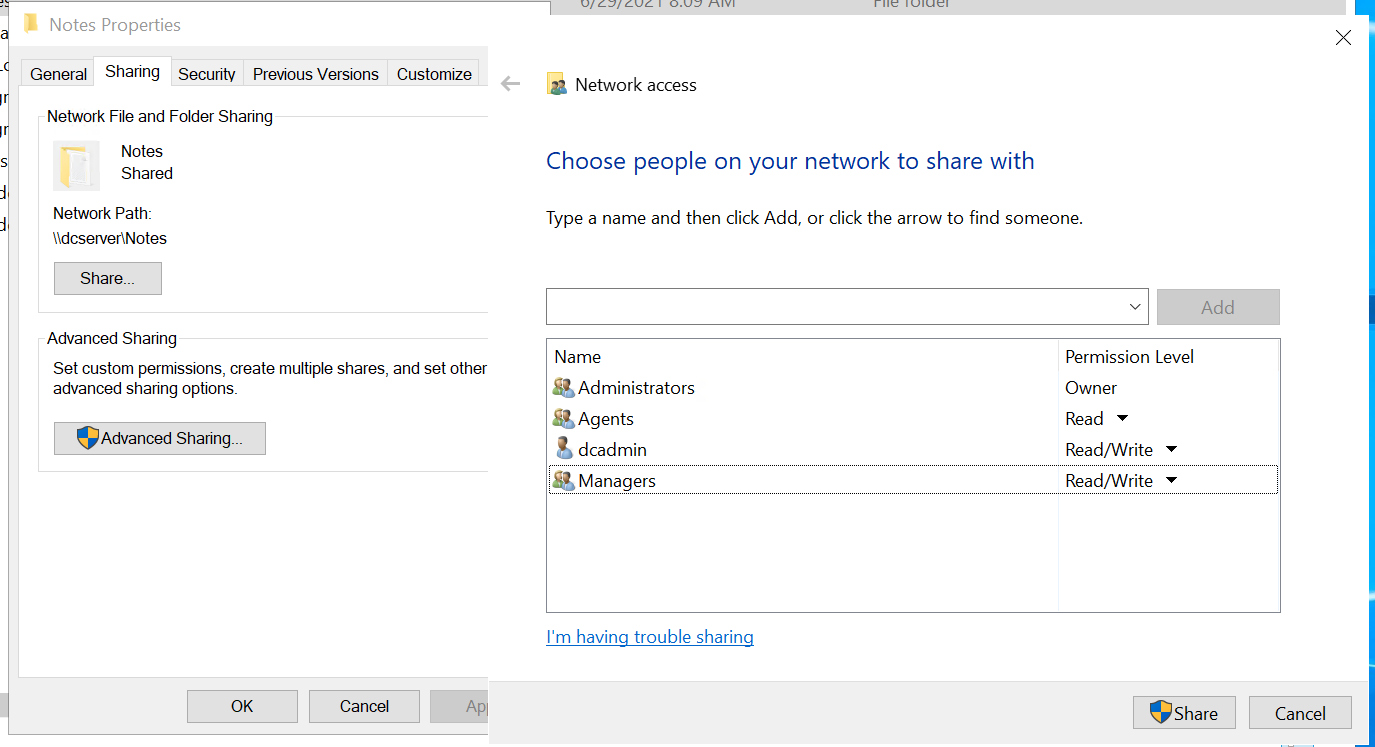 6/29/2021 8:09 AM File folder
Notes Properties
General Sharing Security Previous Versions Customize
Network File and Folder Sharing
Notes
Shared
Network Path:
\\dcserver\Notes
Share...
Advanced Sharing
Set custom permissions, create multiple shares, and set other
advanced sharing options.
Advanced Sharing...
OK Cancel
Network access
Choose people on your network to share with
Type a name and then click Add, or click the arrow to find someone.
Add
Name Permission Level
Administrators Owner
Agents Read
dcadmin Read/Write
Managers Read/Write
I'm having trouble sharing
Share Cancel